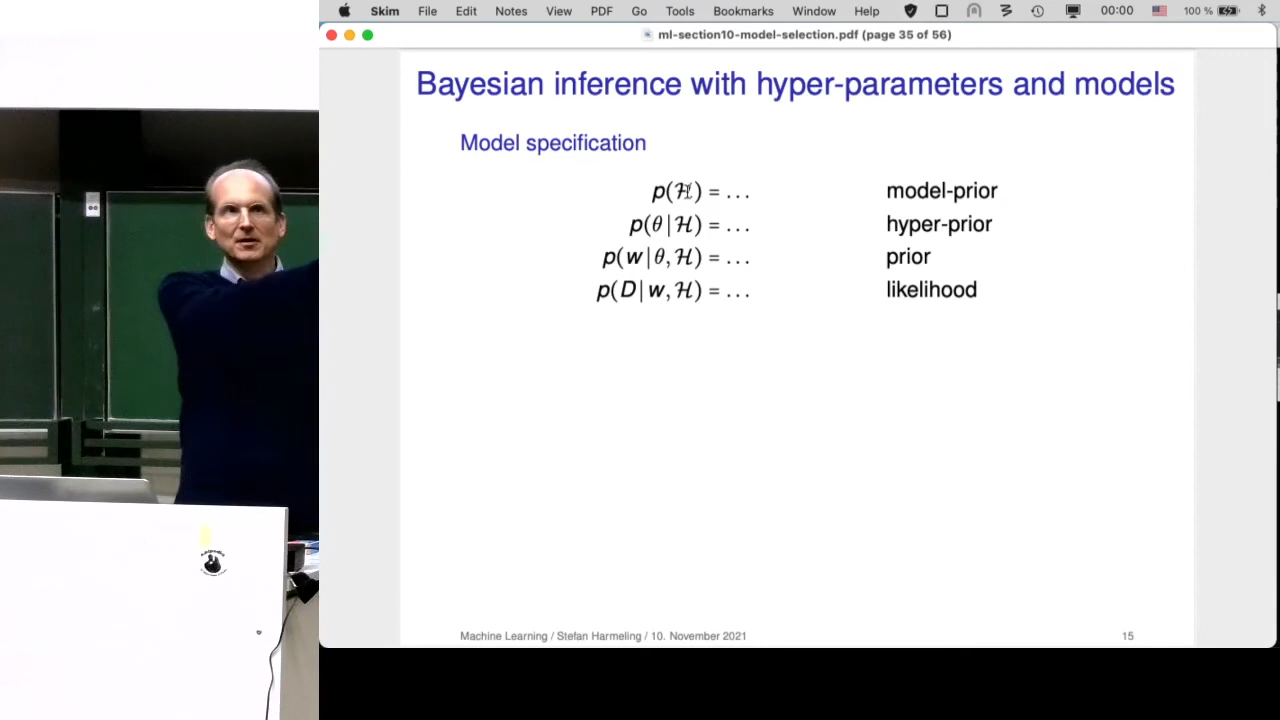 Skim File Edit Notes View PDF Go Tools Bookmarks Window Help 00:00 100 %
ml-section10-model-selection.pdf (page 35 of 56)
Bayesian inference with hyper-parameters and models
Model specification
p(ℋ) = … model-prior
p(θ|ℋ) = … hyper-prior
p(w|θ,ℋ) = … prior
p(D|w,ℋ) = … likelihood
Machine Learning / Stefan Harmeling / 10. November 2021 15